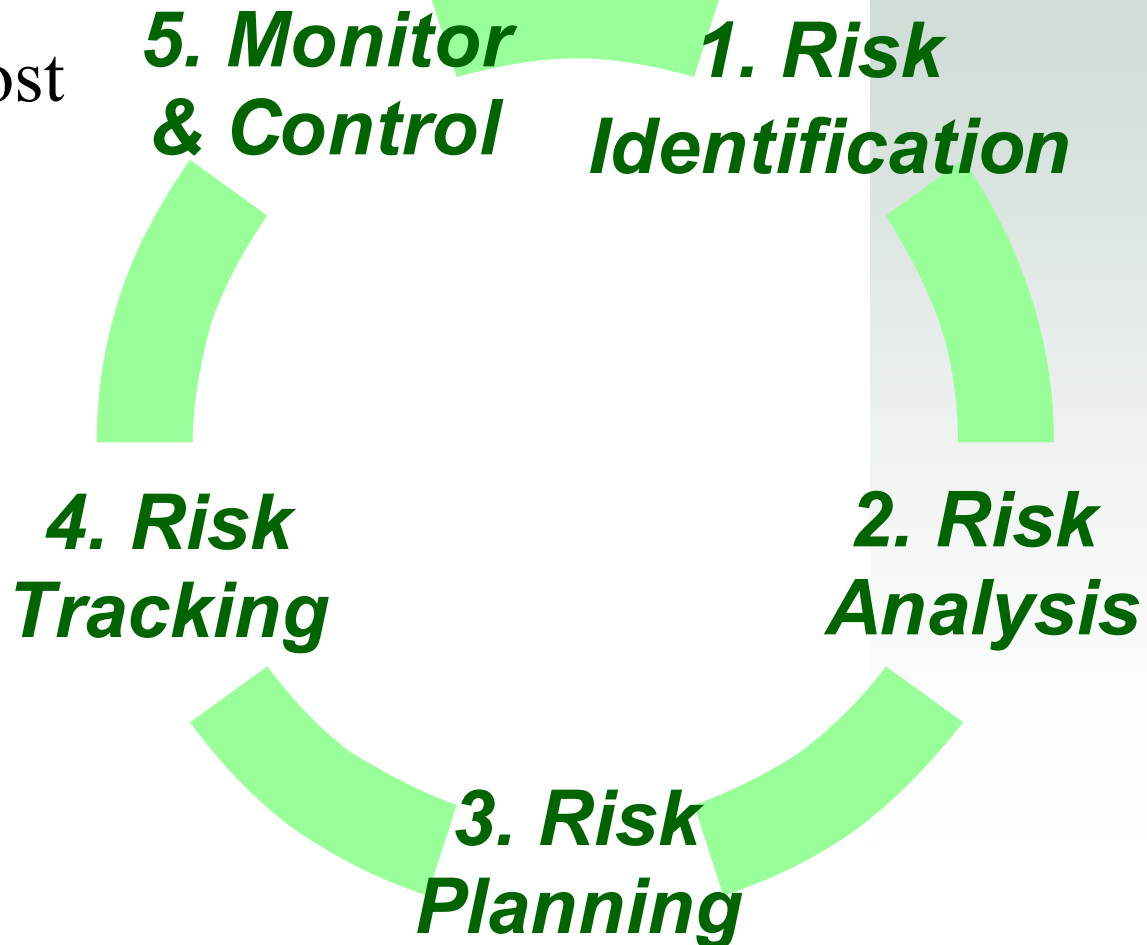 5. Monitor
& Control
1. Risk
Identification
2. Risk
Analysis
3. Risk
Planning
4. Risk
Tracking